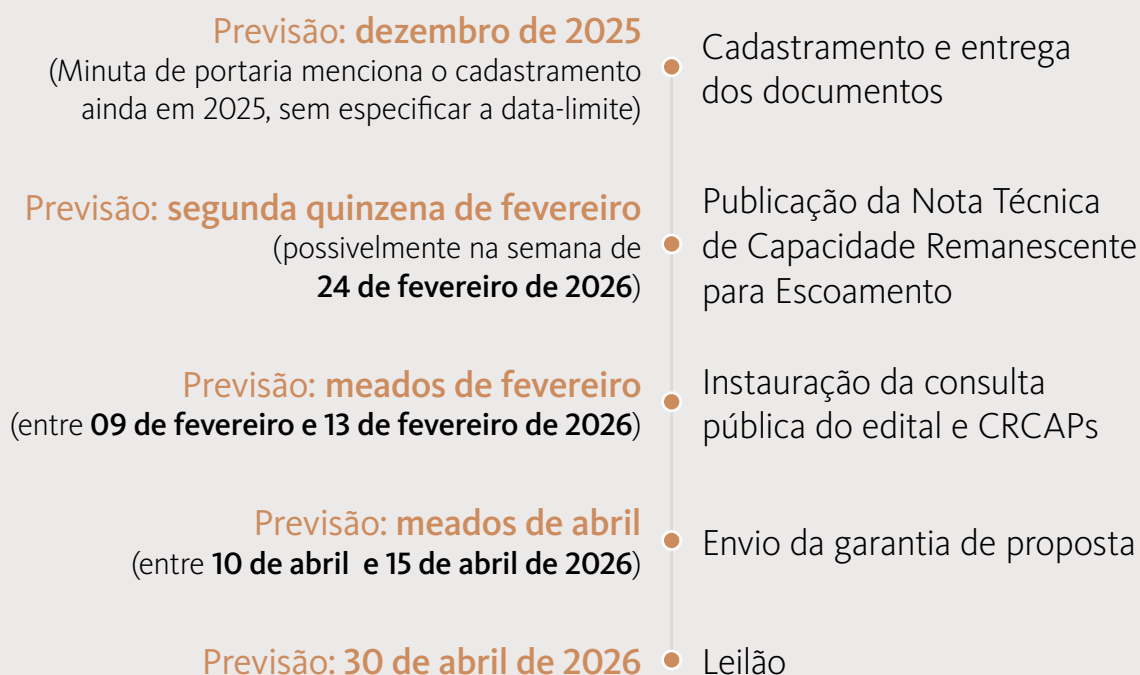 Previsão: dezembro de 2025
(Minuta de portaria menciona o cadastramento
ainda em 2025, sem especificar a data-limite)
Cadastramento e entrega
dos documentos
Previsão: segunda quinzena de fevereiro
(possivelmente na semana de
24 de fevereiro de 2026)
Publicação da Nota Técnica
de Capacidade Remanescente
para Escoamento
Previsão: meados de fevereiro
(entre 09 de fevereiro e 13 de fevereiro de 2026)
Instauração da consulta
pública do edital e CRCAPs
Previsão: meados de abril
(entre 10 de abril e 15 de abril de 2026)
Envio da garantia de proposta
Previsão: 30 de abril de 2026
Leilão